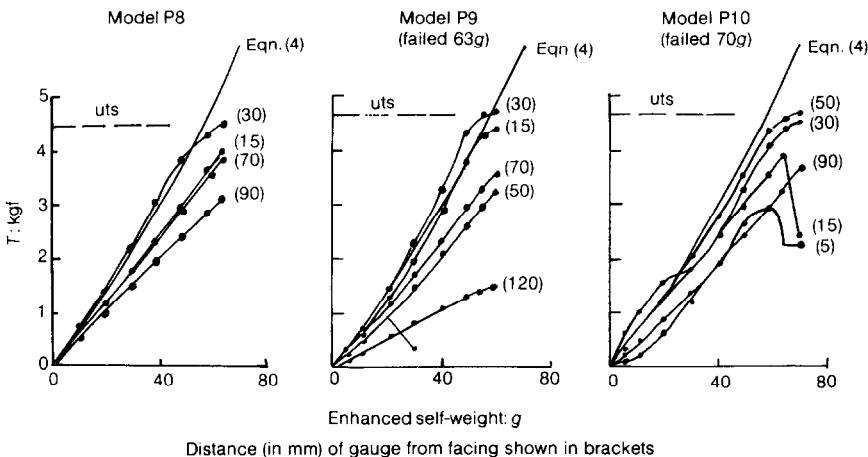 Model P8
Eqn. (4)
uts
(30)
(15)
(70)
(90)
5
4
3
2
1
0
T : kgf
0
40
80
Model P9
(failed 63g)
Eqn (4)
uts
(30)
(15)
(70)
(50)
(120)
0
40
80
Model P10
(failed 70g)
Eqn. (4)
uts
(50)
(30)
(90)
(15)
(5)
0
40
80
Enhanced self-weight: g
Distance (in mm) of gauge from facing shown in brackets